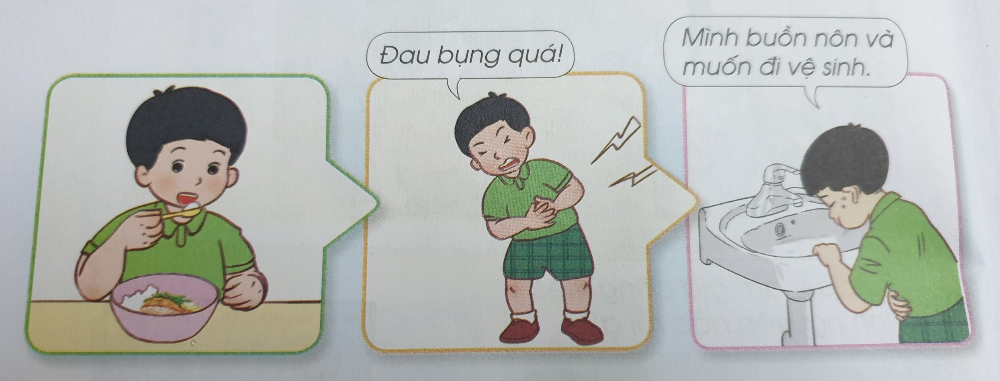 Đau bụng quá!
Mình buồn nôn và
muốn đi vệ sinh.